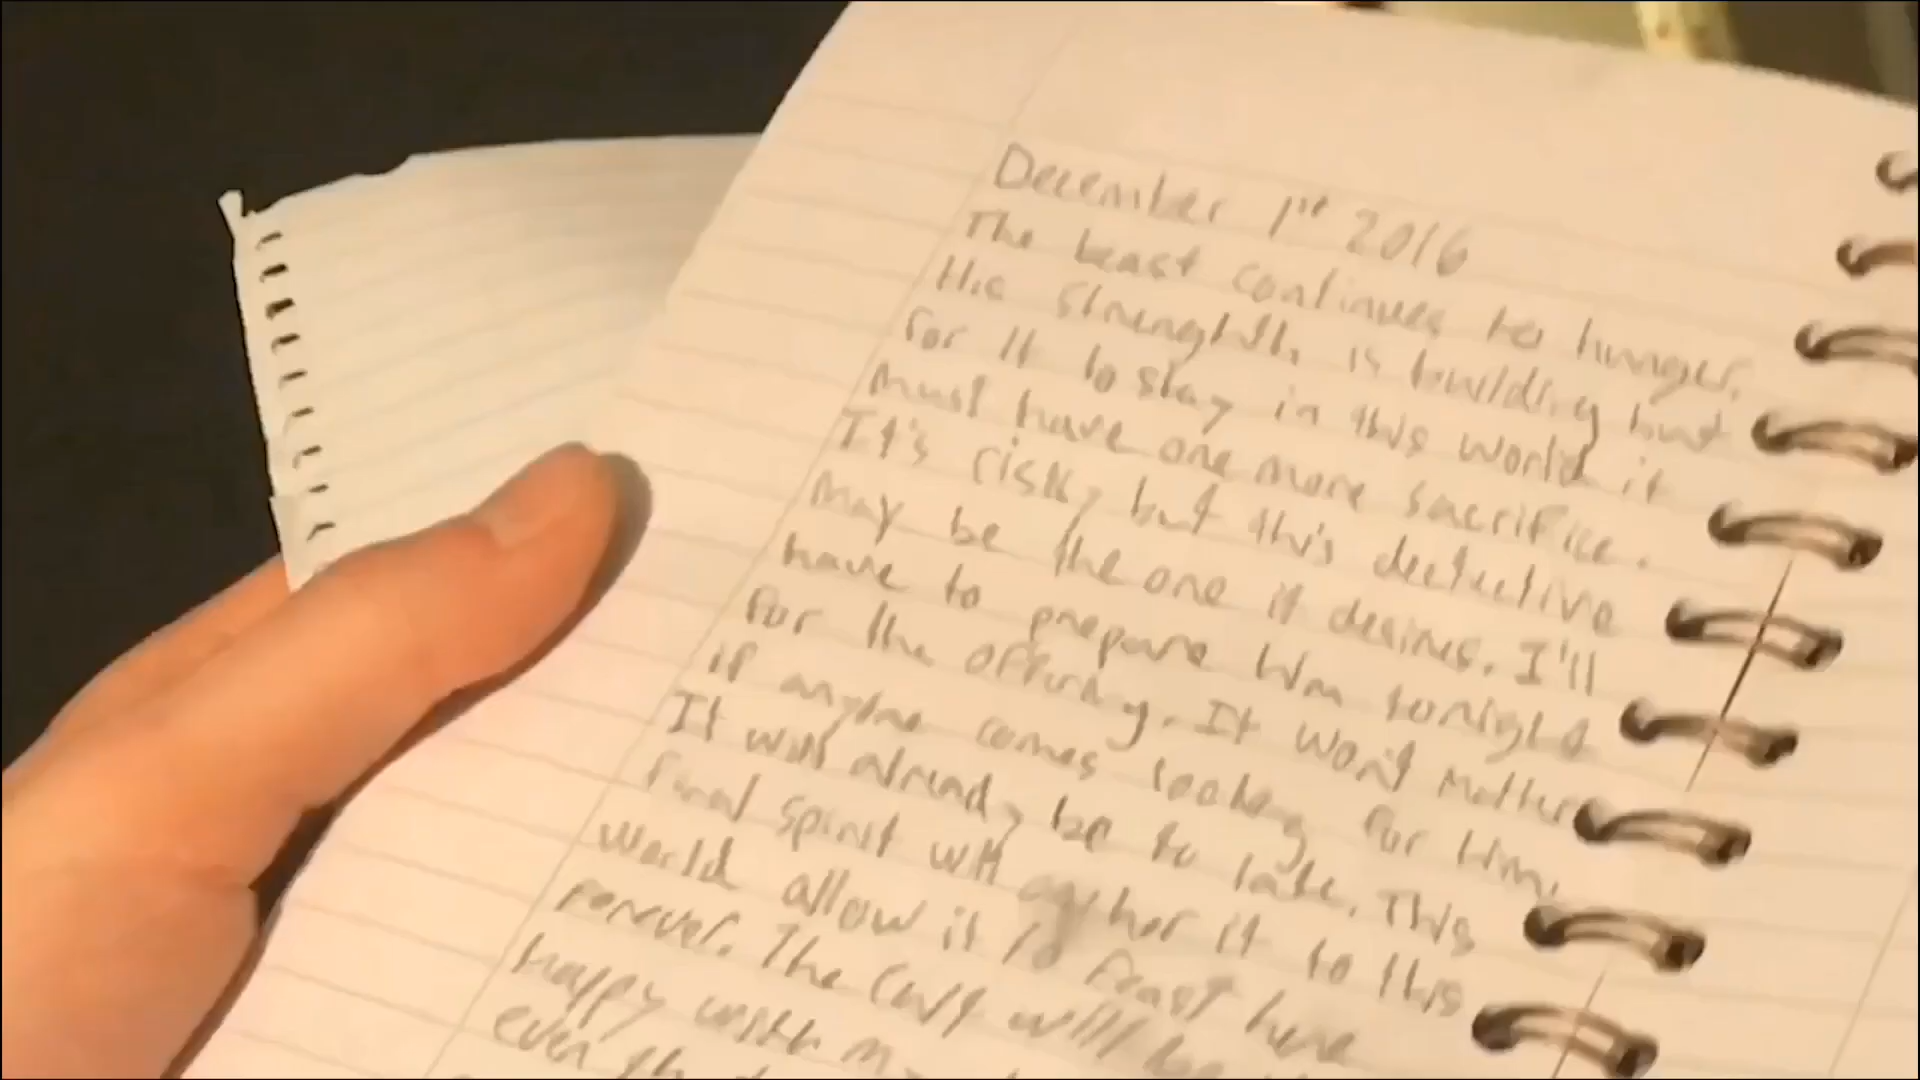 December 1st 2016
The beast continues to hunger.
His strenghth is building but
for it to stay in this world it
must have one more sacrifice.
It's risky but this detective
may be the one it desires. I'll
have to prepare him tonight
for the offering. It won't matter
if anyone comes looking for him,
It will already be to late. This
final spirit will anchor it to this
world allow it to feast here
forever. The cult will be
happy with
even